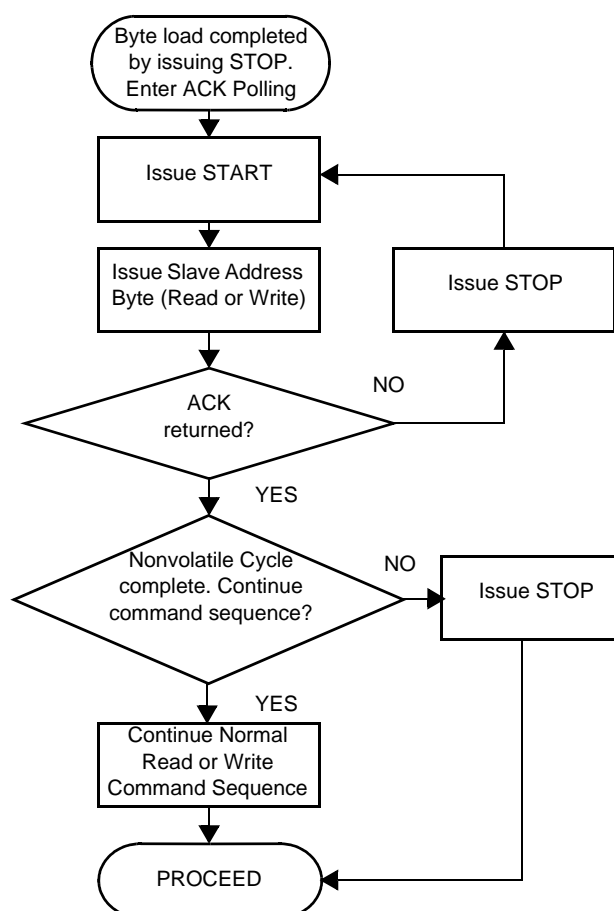 Byte load completed
by issuing STOP.
Enter ACK Polling
Issue START
Issue Slave Address
Byte (Read or Write)
Issue STOP
NO
ACK
returned?
YES
Nonvolatile Cycle
complete. Continue
command sequence?
NO
Issue STOP
YES
Continue Normal
Read or Write
Command Sequence
PROCEED